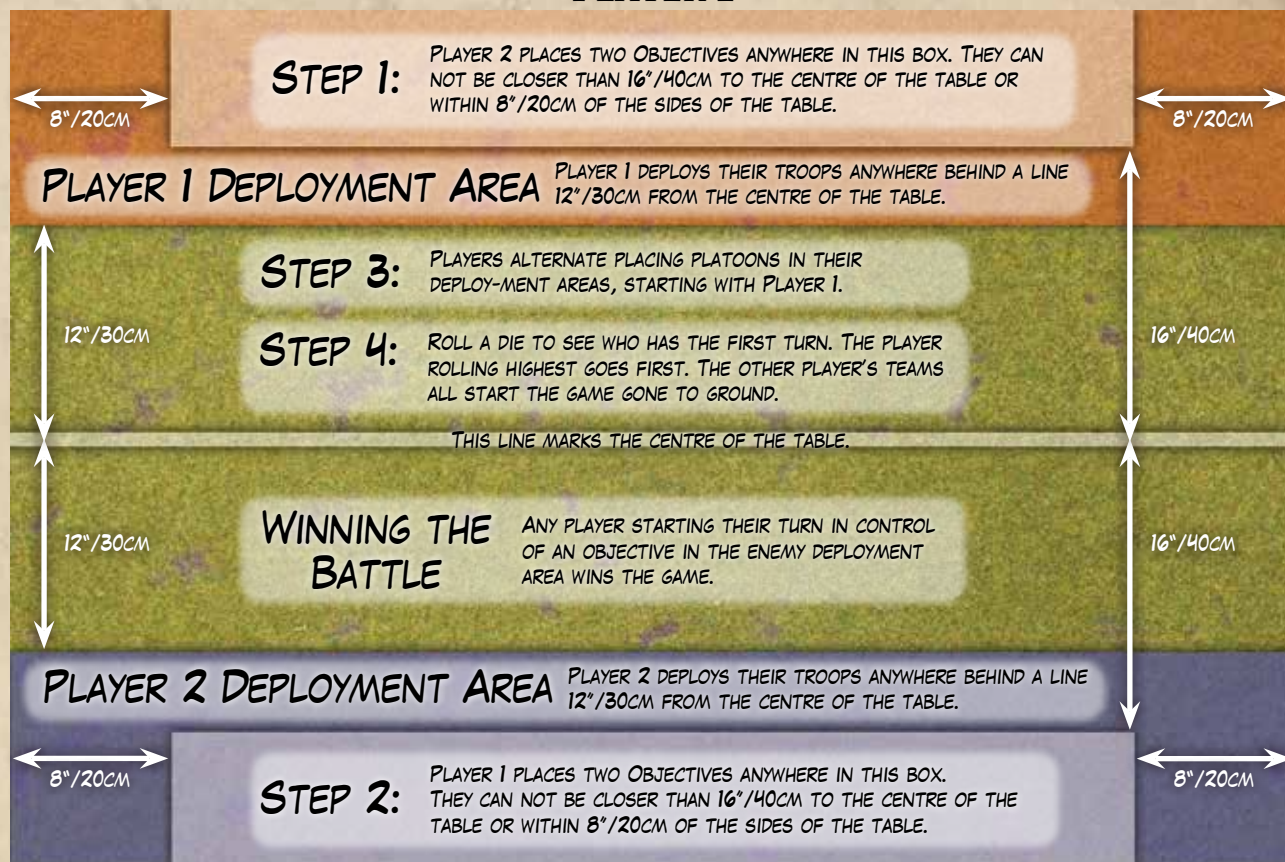 STEP 1:
PLAYER 2 PLACES TWO OBJECTIVES ANYWHERE IN THIS BOX. THEY CAN
NOT BE CLOSER THAN 16"/40CM TO THE CENTRE OF THE TABLE OR
WITHIN 8"/20CM OF THE SIDES OF THE TABLE.
8"/20CM
8"/20CM
PLAYER 1 DEPLOYMENT AREA
PLAYER 1 DEPLOYS THEIR TROOPS ANYWHERE BEHIND A LINE
12"/30CM FROM THE CENTRE OF THE TABLE.
STEP 3:
PLAYERS ALTERNATE PLACING PLATOONS IN THEIR
DEPLOY-MENT AREAS, STARTING WITH PLAYER 1.
12"/30CM
16"/40CM
STEP 4:
ROLL A DIE TO SEE WHO HAS THE FIRST TURN. THE PLAYER
ROLLING HIGHEST GOES FIRST. THE OTHER PLAYER'S TEAMS
ALL START THE GAME GONE TO GROUND.
THIS LINE MARKS THE CENTRE OF THE TABLE.
12"/30CM
16"/40CM
WINNING THE
BATTLE
ANY PLAYER STARTING THEIR TURN IN CONTROL
OF AN OBJECTIVE IN THE ENEMY DEPLOYMENT
AREA WINS THE GAME.
PLAYER 2 DEPLOYMENT AREA
PLAYER 2 DEPLOYS THEIR TROOPS ANYWHERE BEHIND A LINE
12"/30CM FROM THE CENTRE OF THE TABLE.
8"/20CM
8"/20CM
STEP 2:
PLAYER 1 PLACES TWO OBJECTIVES ANYWHERE IN THIS BOX.
THEY CAN NOT BE CLOSER THAN 16"/40CM TO THE CENTRE OF THE
TABLE OR WITHIN 8"/20CM OF THE SIDES OF THE TABLE.